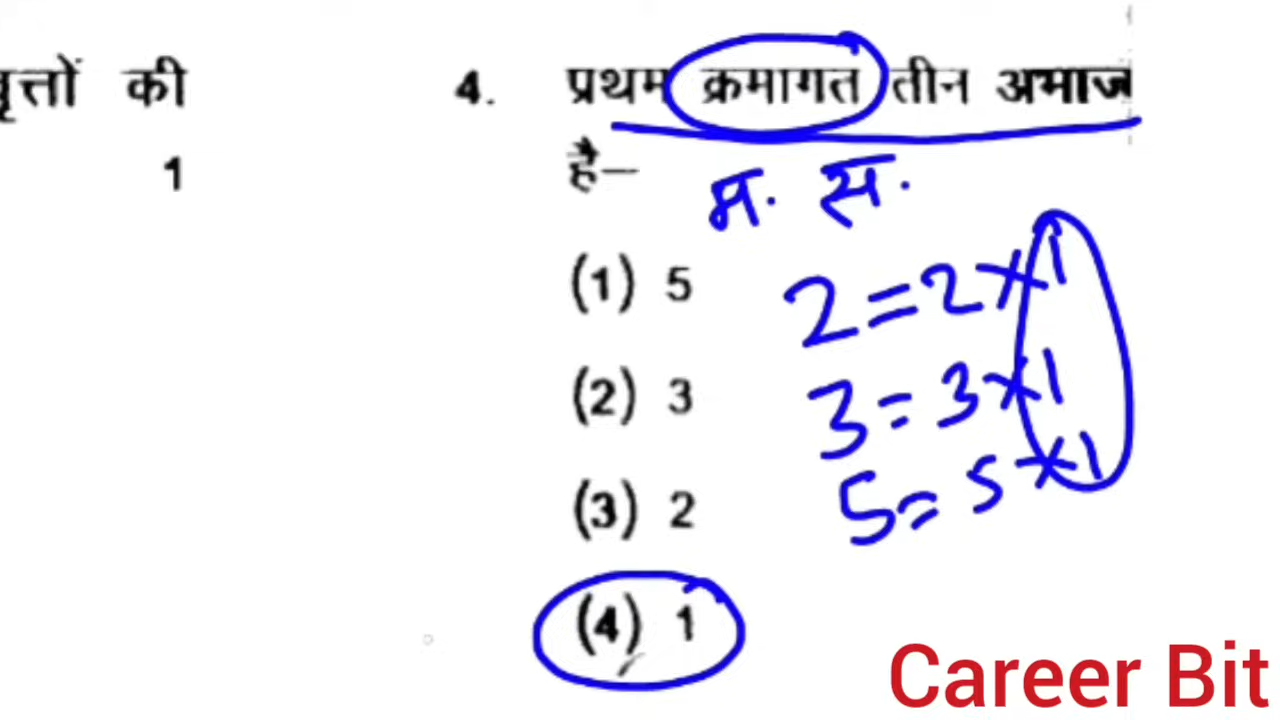 वृत्तों की
1
4. प्रथम क्रमागत तीन अभाज
है–
म. स.
(1) 5
2=2×1
(2) 3
3=3×1
(3) 2
5=5×1
(4) 1
Career Bit